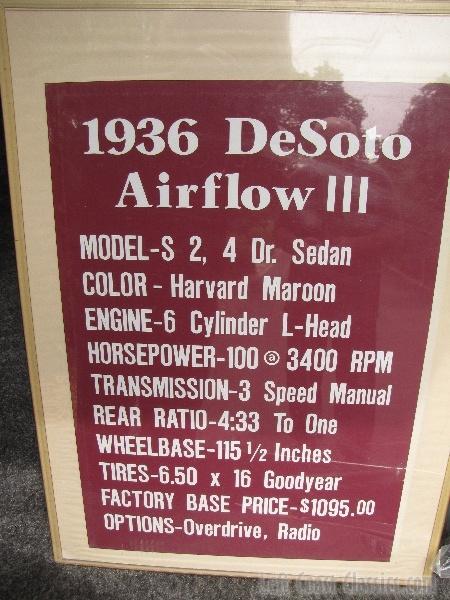 1936 DeSoto
Airflow III
MODEL-S 2, 4 Dr. Sedan
COLOR - Harvard Maroon
ENGINE-6 Cylinder L-Head
HORSEPOWER-100 @ 3400 RPM
TRANSMISSION-3 Speed Manual
REAR RATIO-4:33 To One
WHEELBASE-115 1/2 Inches
TIRES-6.50 x 16 Goodyear
FACTORY BASE PRICE-$1095.00
OPTIONS-Overdrive, Radio